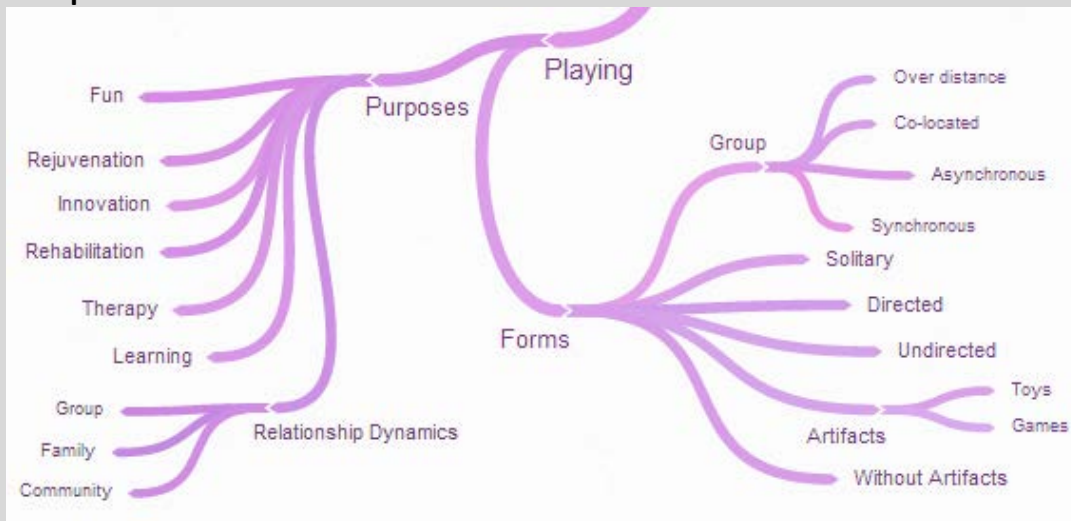 Playing
Purposes
Fun
Rejuvenation
Innovation
Rehabilitation
Therapy
Learning
Relationship Dynamics
Group
Family
Community
Forms
Group
Over distance
Co-located
Asynchronous
Synchronous
Solitary
Directed
Undirected
Artifacts
Toys
Games
Without Artifacts